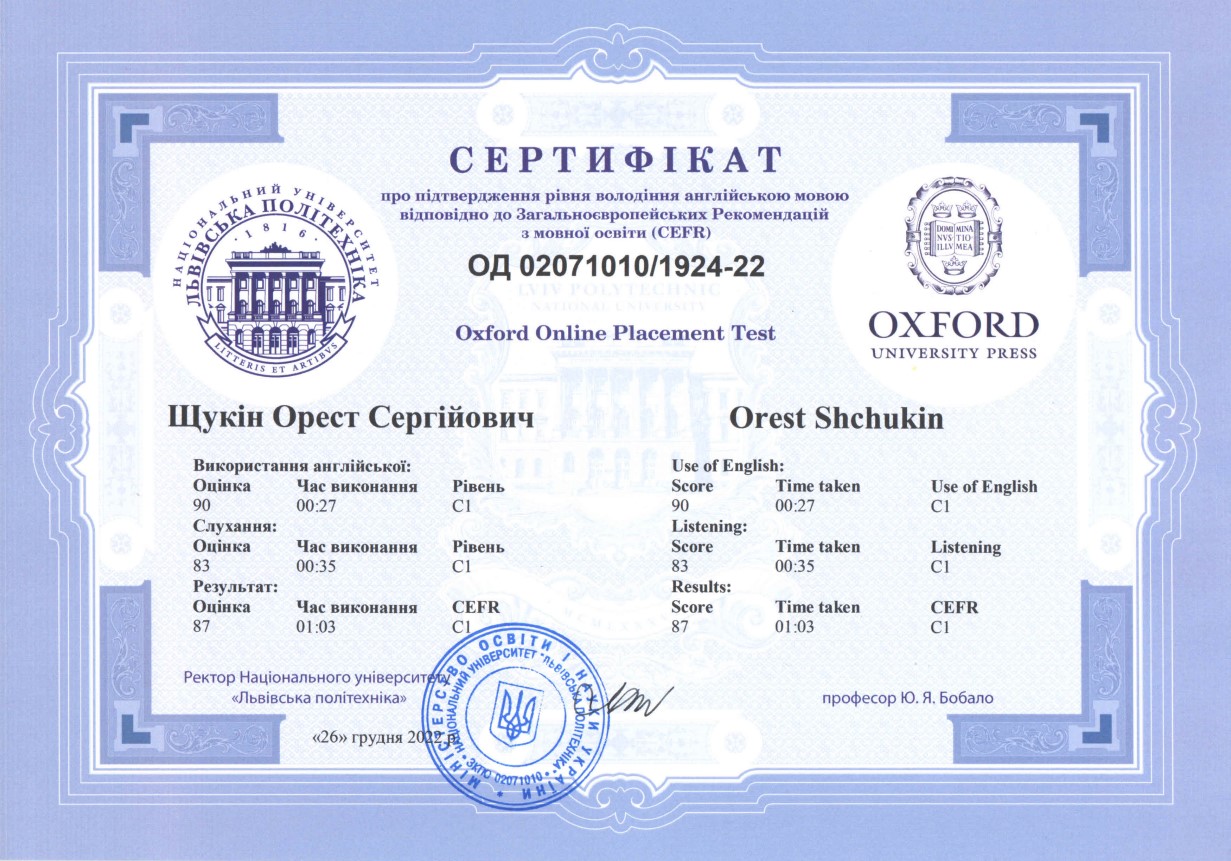 СЕРТИФІКАТ
про підтвердження рівня володіння англійською мовою
відповідно до Загальноєвропейських Рекомендацій
з мовної освіти (CEFR)
ОД 02071010/1924-22
LVIV POLYTECHNIC
NATIONAL UNIVERSITY
Oxford Online Placement Test
НАЦІОНАЛЬНИЙ УНІВЕРСИТЕТ
ЛЬВІВСЬКА ПОЛІТЕХНІКА
· 1816 ·
LITTERIS ET ARTIBVS
DOMI MINA
NVS TIO
ILLV MEA
OXFORD
UNIVERSITY PRESS
Щукін Орест Сергійович
Використання англійської:
Оцінка Час виконання Рівень
90 00:27 C1
Слухання:
Оцінка Час виконання Рівень
83 00:35 C1
Результат:
Оцінка Час виконання CEFR
87 01:03 C1
Orest Shchukin
Use of English:
Score Time taken Use of English
90 00:27 C1
Listening:
Score Time taken Listening
83 00:35 C1
Results:
Score Time taken CEFR
87 01:03 C1
Ректор Національного університету
«Львівська політехніка»
професор Ю. Я. Бобало
«26» грудня 2022 р.
МІНІСТЕРСТВО ОСВІТИ І НАУКИ УКРАЇНИ
НАЦІОНАЛЬНИЙ УНІВЕРСИТЕТ "ЛЬВІВСЬКА ПОЛІТЕХНІКА"
ЗКПО 02071010